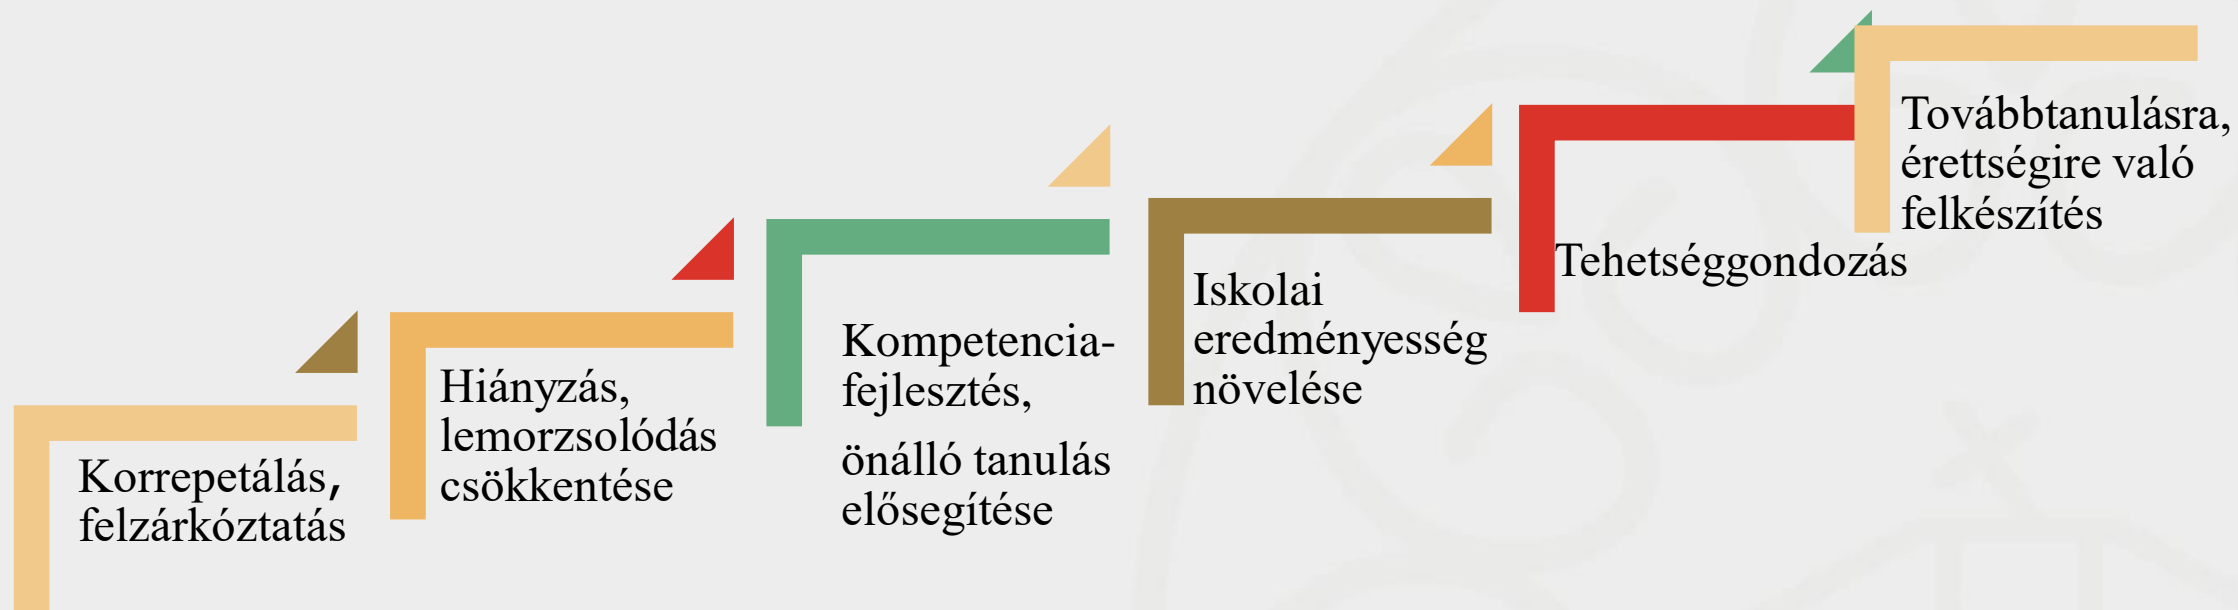 Korrepetálás,
felzárkóztatás
Hiányzás,
lemorzsolódás
csökkentése
Kompetencia-
fejlesztés,
önálló tanulás
elősegítése
Iskolai
eredményesség
növelése
Tehetséggondozás
Továbbtanulásra,
érettségire való
felkészítés